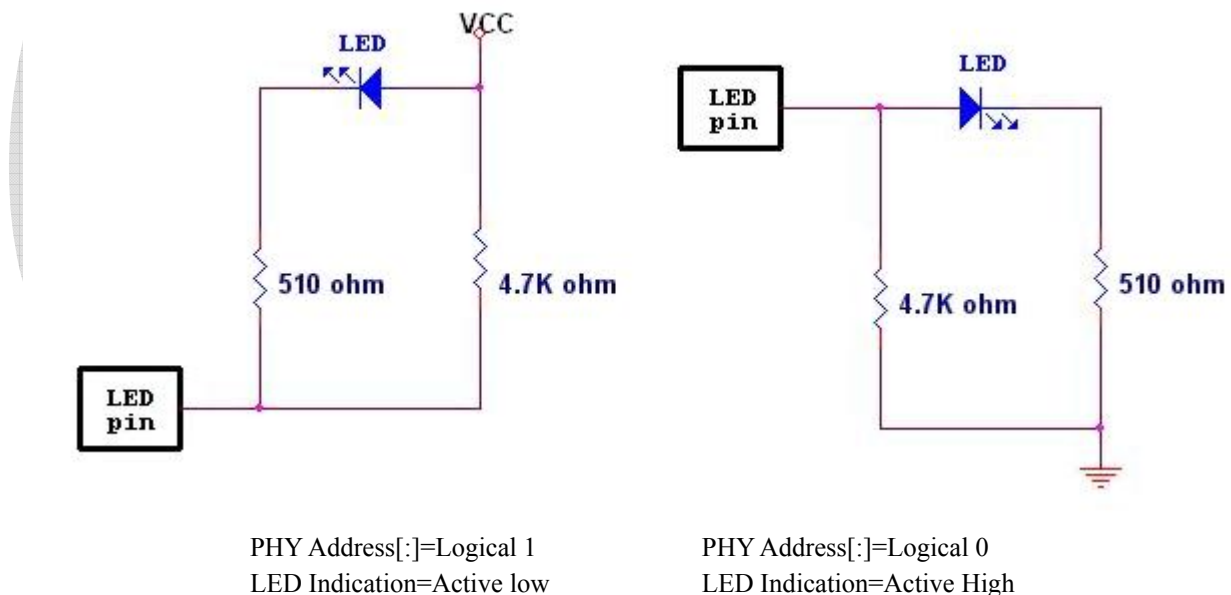 VCC
LED
510 ohm
4.7K ohm
LED
pin
LED
LED
pin
4.7K ohm
510 ohm
PHY Address[:]=Logical 1
LED Indication=Active low
PHY Address[:]=Logical 0
LED Indication=Active High